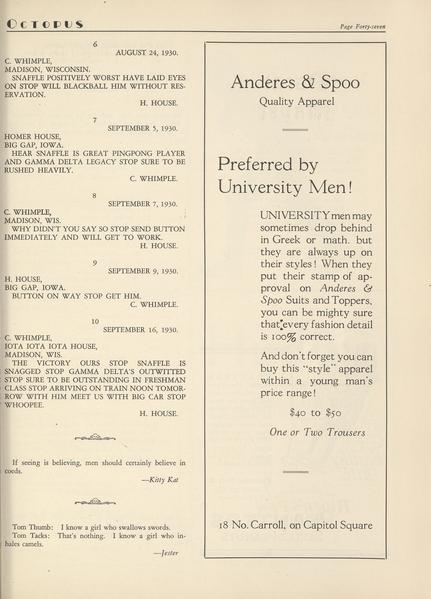 OCTOPUS
Page Forty-seven
6
AUGUST 24, 1930.
C. WHIMPLE,
MADISON, WISCONSIN.
SNAFFLE POSITIVELY WORST HAVE LAID EYES
ON STOP WILL BLACKBALL HIM WITHOUT RES-
ERVATION.
H. HOUSE.
7
SEPTEMBER 5, 1930.
HOMER HOUSE,
BIG GAP, IOWA.
HEAR SNAFFLE IS GREAT PINGPONG PLAYER
AND GAMMA DELTA LEGACY STOP SURE TO BE
RUSHED HEAVILY.
C. WHIMPLE.
8
SEPTEMBER 7, 1930.
C. WHIMPLE,
MADISON, WIS.
WHY DIDN'T YOU SAY SO STOP SEND BUTTON
IMMEDIATELY AND WILL GET TO WORK.
H. HOUSE.
9
SEPTEMBER 9, 1930.
H. HOUSE,
BIG GAP, IOWA.
BUTTON ON WAY STOP GET HIM.
C. WHIMPLE.
10
SEPTEMBER 16, 1930.
C. WHIMPLE,
IOTA IOTA IOTA HOUSE,
MADISON, WIS.
THE VICTORY OURS STOP SNAFFLE IS
SNAGGED STOP GAMMA DELTA'S OUTWITTED
STOP SURE TO BE OUTSTANDING IN FRESHMAN
CLASS STOP ARRIVING ON TRAIN NOON TOMOR-
ROW WITH HIM MEET US WITH BIG CAR STOP
WHOOPEE.
H. HOUSE.
If seeing is believing, men should certainly believe in
coeds.
—Kitty Kat
Tom Thumb: I know a girl who swallows swords.
Tom Tacks: That's nothing. I know a girl who in-
hales camels.
—Jester
Anderes & Spoo
Quality Apparel
Preferred by
University Men!
UNIVERSITY men may
sometimes drop behind
in Greek or math. but
they are always up on
their styles! When they
put their stamp of ap-
proval on Anderes &
Spoo Suits and Toppers,
you can be mighty sure
that every fashion detail
is 100% correct.
And don't forget you can
buy this "style" apparel
within a young man's
price range!
$40 to $50
One or Two Trousers
18 No. Carroll, on Capitol Square